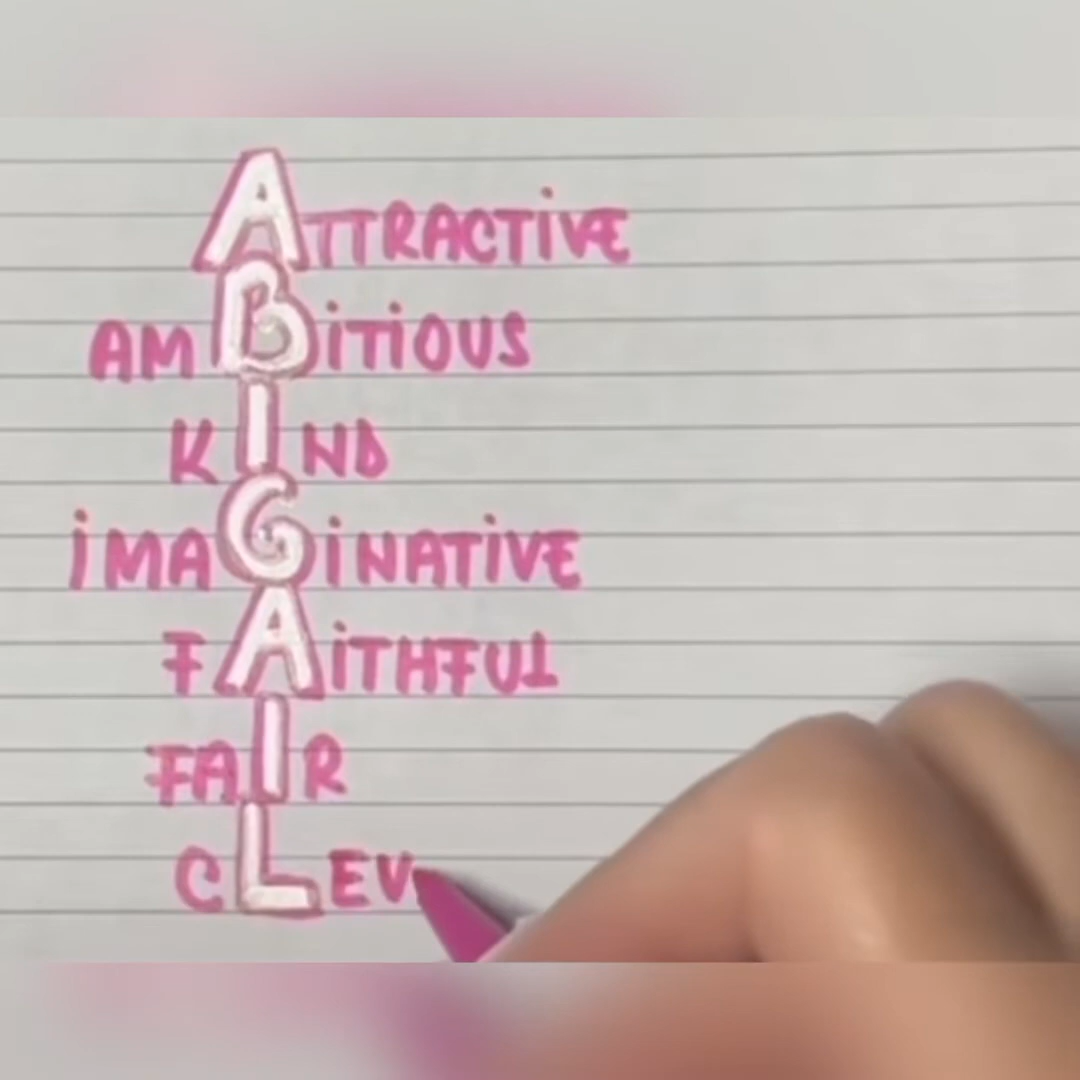 ATTRACTIVE
AMBITIOUS
KIND
IMAGINATIVE
FAITHFUL
FAIR
CLEV